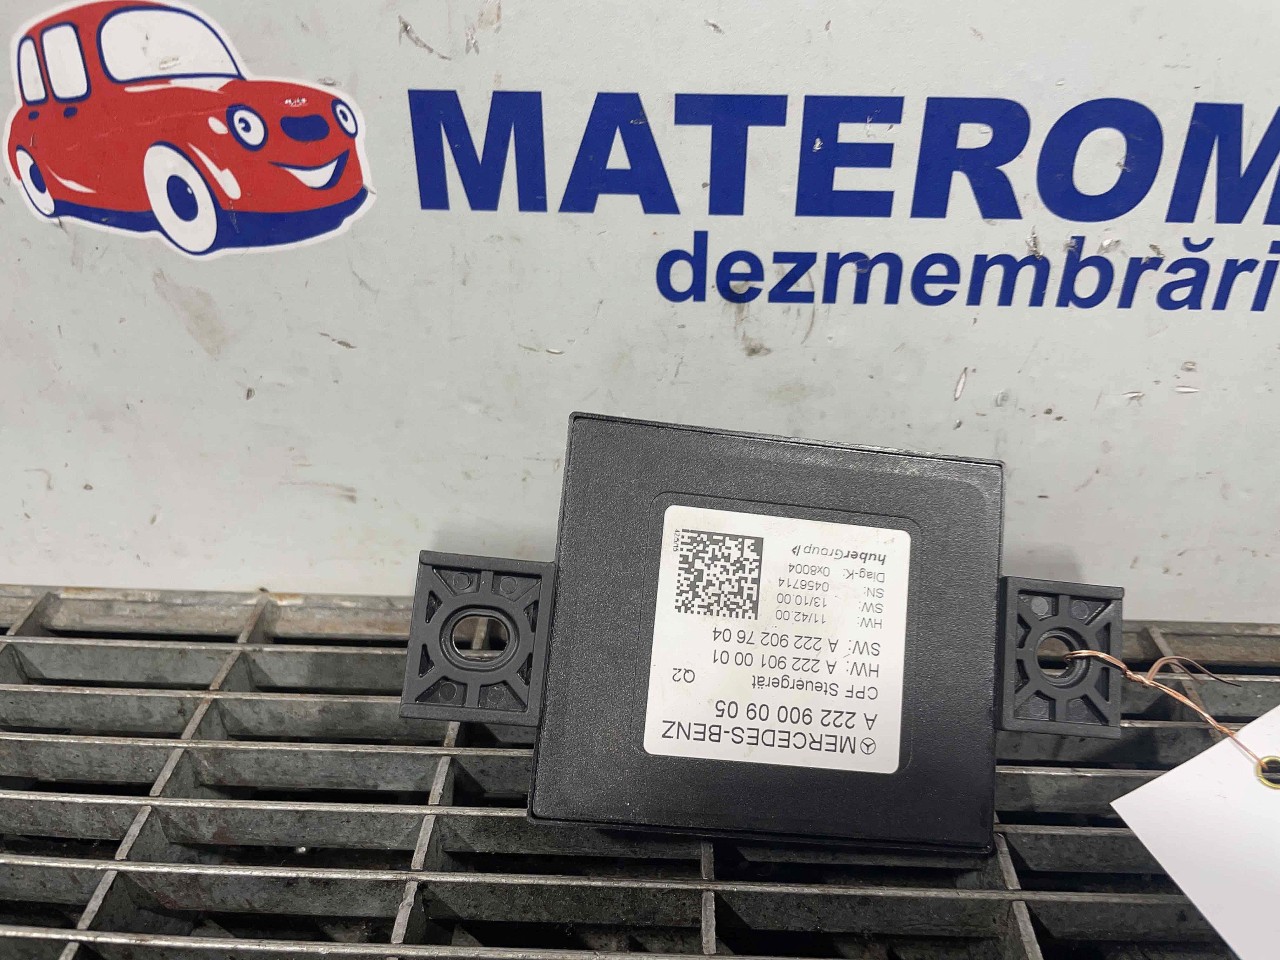 MATEROM
dezmembrări
MERCEDES-BENZ
A 222 900 09 05
CPF Steuergerät Q2
HW: A 222 901 00 01
SW: A 222 902 76 04
HW: 11/42.00
SW: 13/10.00
SN: 0456714
Diag-K: 0x8004
huberGroup